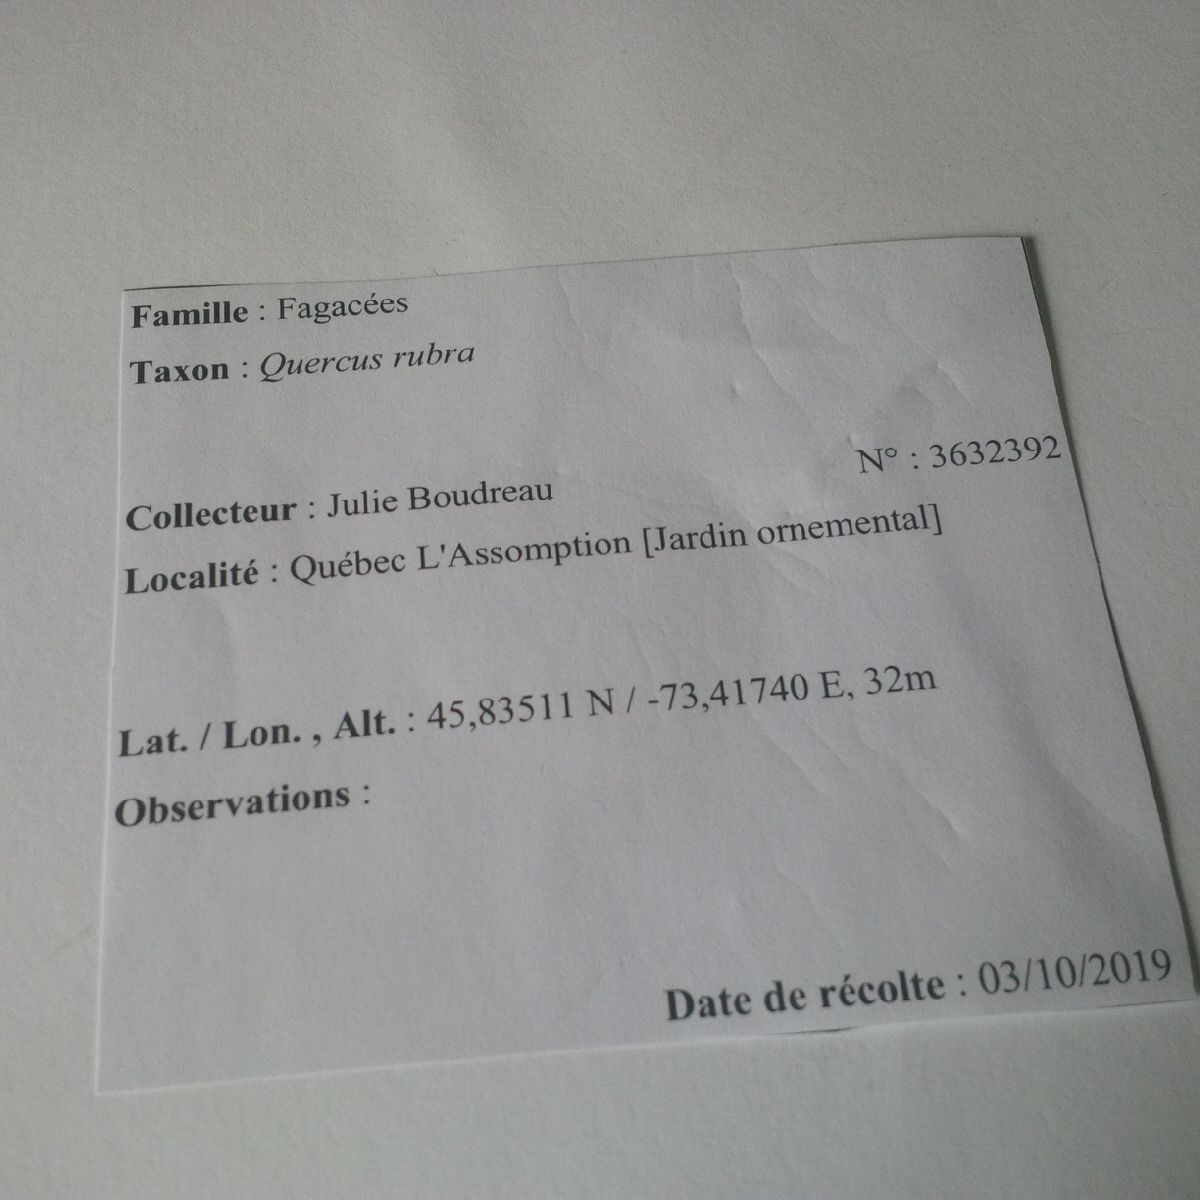 Famille : Fagacées
Taxon : Quercus rubra
N° : 3632392
Collecteur : Julie Boudreau
Localité : Québec L'Assomption [Jardin ornemental]
Lat. / Lon. , Alt. : 45,83511 N / -73,41740 E, 32m
Observations :
Date de récolte : 03/10/2019